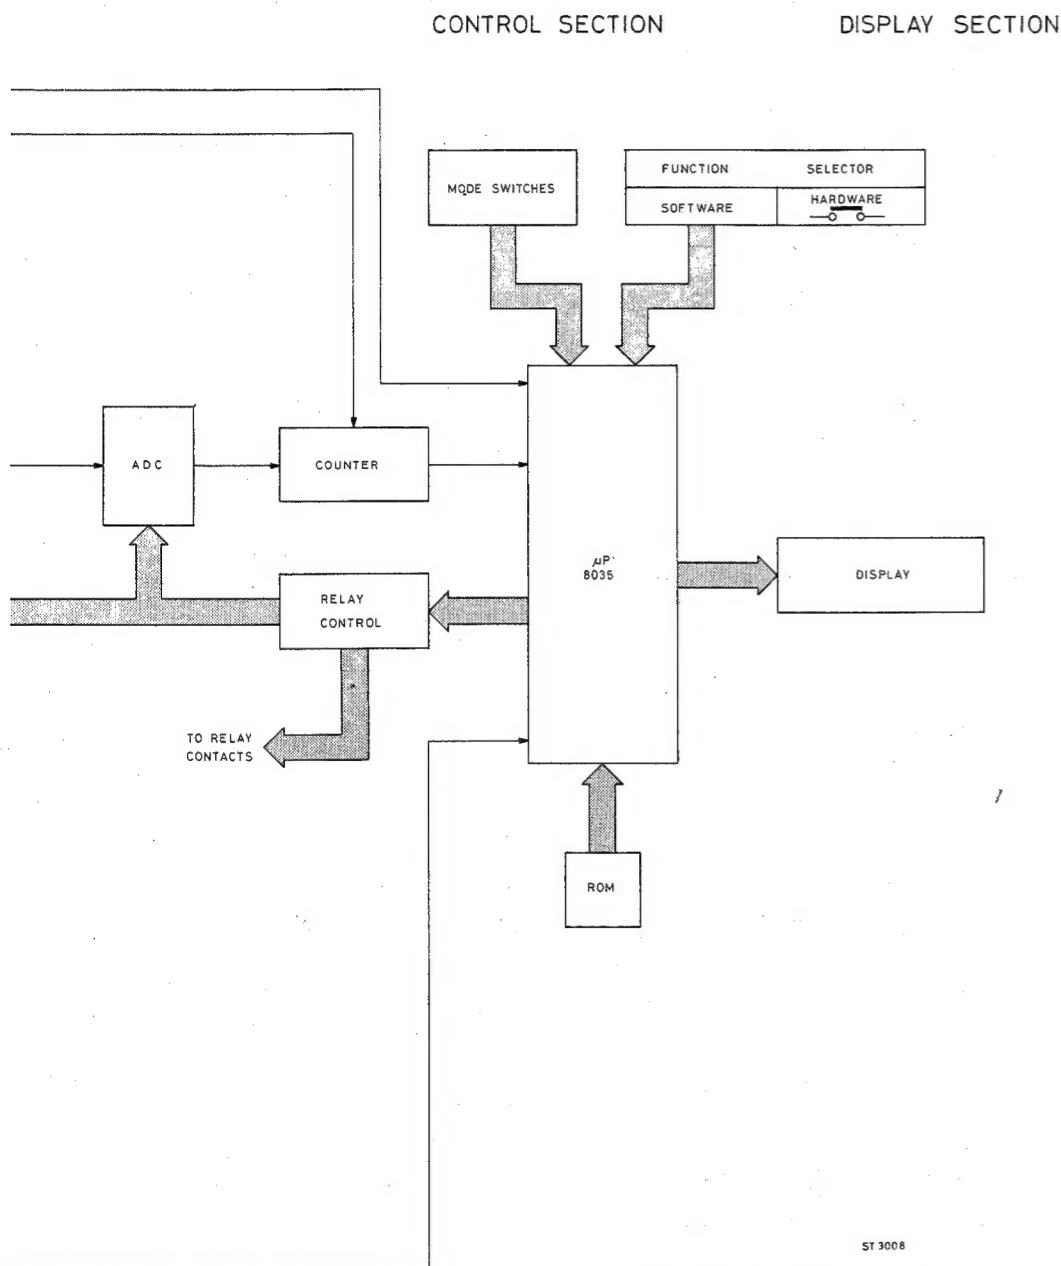 CONTROL SECTION
DISPLAY SECTION
MODE SWITCHES
FUNCTION SELECTOR
SOFTWARE
HARDWARE
ADC
COUNTER
µP
8035
DISPLAY
RELAY
CONTROL
TO RELAY
CONTACTS
ROM
ST 3008